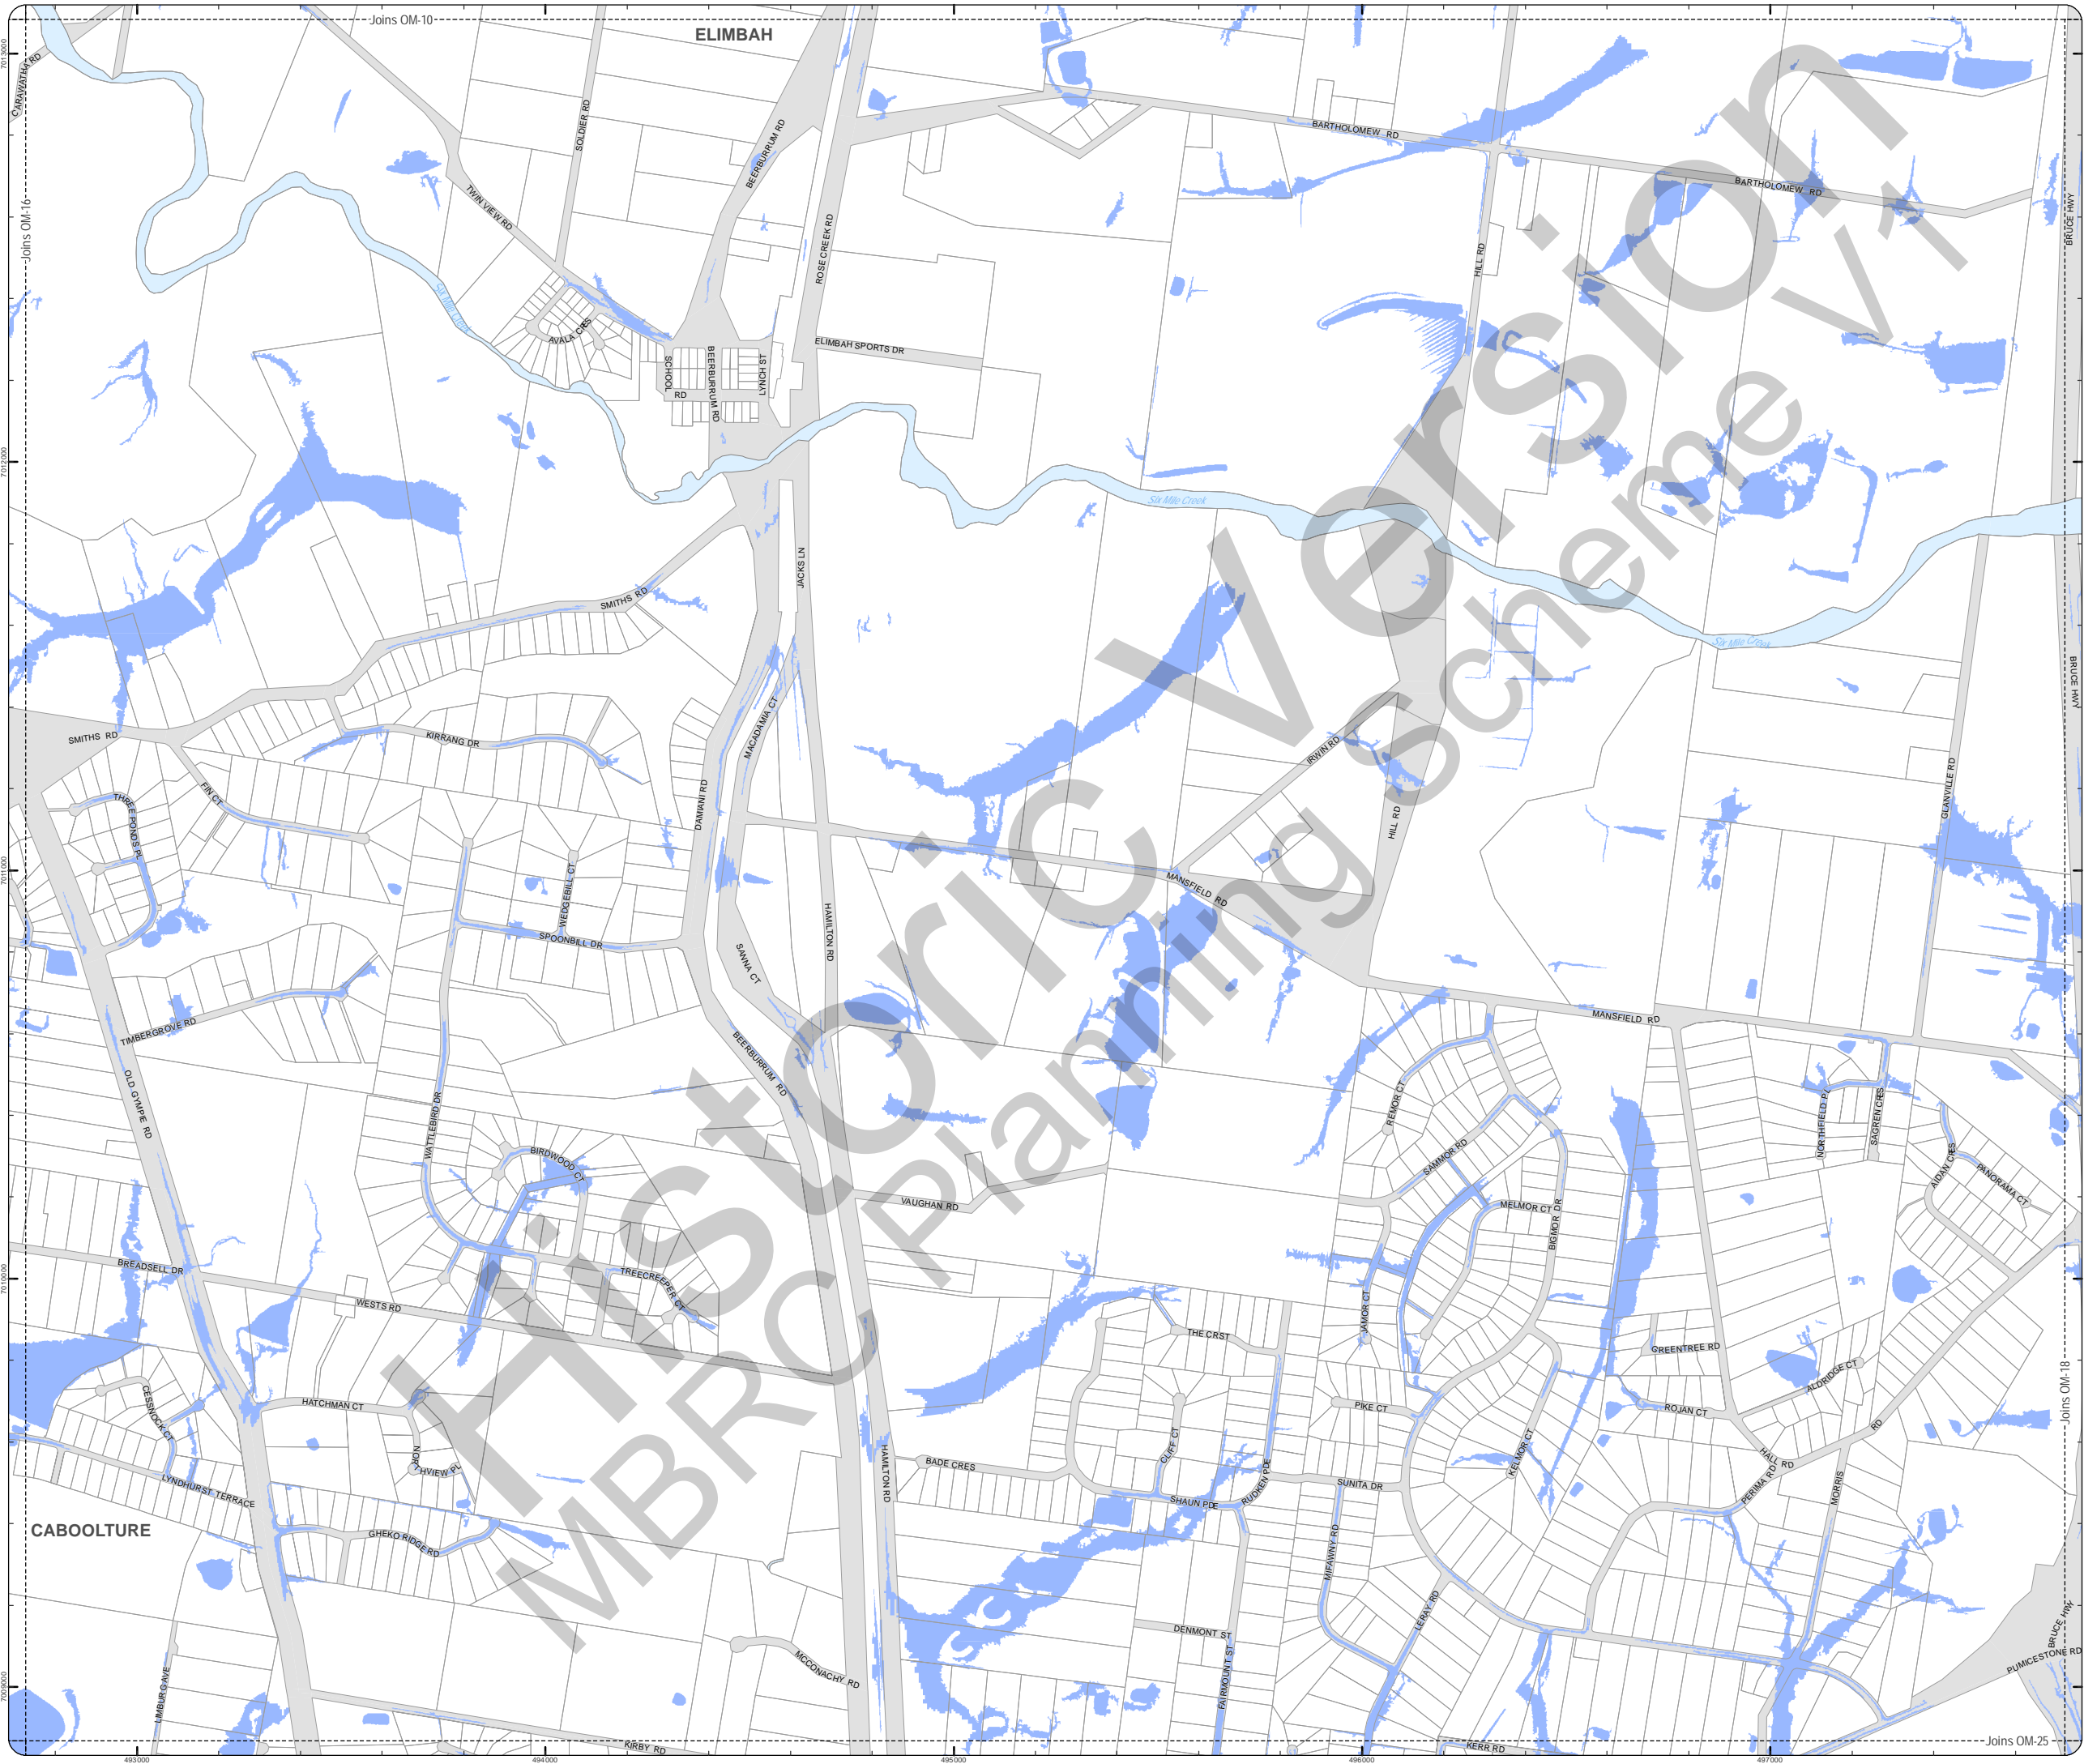 Joins OM-10
ELIMBAH
7013000
CARAWATHA RD
SOLDIER RD
BEERBURRUM RD
BARTHOLOMEW RD
BARTHOLOMEW RD
TWIN VIEW RD
ROSE CREEK RD
HILL RD
BRUCE HWY
Joins OM-16
Six Mile Creek
AVALA CRES
ELIMBAH SPORTS DR
SCHOOL RD
BEERBURRUM RD
LYNCH ST
7012000
Six Mile Creek
JACKS LN
SMITHS RD
Six Mile Creek
BRUCE HWY
SMITHS RD
KIRRANG DR
MACADAMIA CT
IRWIN RD
FIN CT
THREE PONDS PL
DAMIANI RD
HILL RD
GLANVILLE RD
7011000
WEDGEBILL CT
MANSFIELD RD
SPOONBILL DR
HAMILTON RD
SANNA CT
TIMBERGROVE RD
MANSFIELD RD
OLD GYMPIE RD
BEERBURRUM RD
WATTLEBIRD DR
REMOR CT
NORTHFIELD PL
SAGREN CRES
BIRDWOOD CT
SAMMOR RD
AIDAN CRES
PANORAMA CT
VAUGHAN RD
MELMOR CT
BIGMOR DR
7010000
BREADSELL DR
TREECREEPER CT
WESTS RD
JAMOR CT
THE CRST
GREENTREE RD
ALDRIDGE CT
Joins OM-18
CESSNOCK CT
HATCHMAN CT
PIKE CT
ROJAN CT
NORTHVIEW PL
CLIFF CT
KELMOR CT
HALL RD
MORRIS RD
BADE CRES
HAMILTON RD
SUNITA DR
PERIMA RD
LYNDHURST TERRACE
SHAUN PDE
RUDKEN PDE
CABOOLTURE
GHEKO RIDGE RD
MIFAWNY RD
LERAY RD
DENMONT ST
BRUCE HWY
PUMICESTONE RD
7009000
LIMBURG AVE
MCCONACHY RD
FAIRMOUNT ST
KIRBY RD
KERR RD
Joins OM-25
493000
494000
495000
496000
497000
Historic Version
MBRC Planning Scheme V1